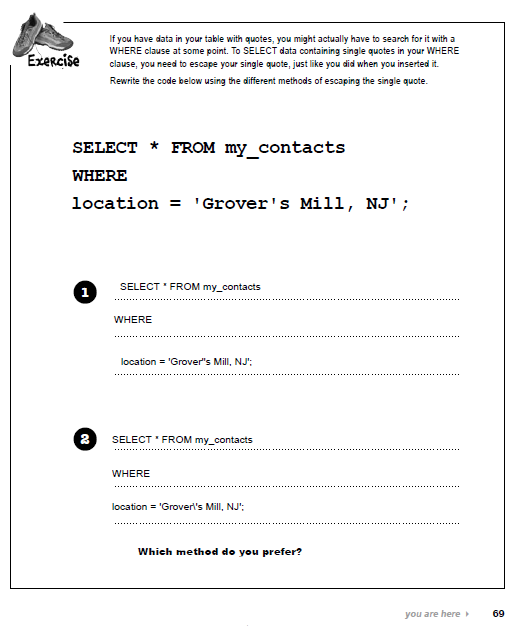 Exercise
If you have data in your table with quotes, you might actually have to search for it with a
WHERE clause at some point. To SELECT data containing single quotes in your WHERE
clause, you need to escape your single quote, just like you did when you inserted it.
Rewrite the code below using the different methods of escaping the single quote.
SELECT * FROM my_contacts
WHERE
location = 'Grover's Mill, NJ';
1
SELECT * FROM my_contacts
WHERE
location = 'Grover''s Mill, NJ';
2
SELECT * FROM my_contacts
WHERE
location = 'Grover\'s Mill, NJ';
Which method do you prefer?
you are here
69